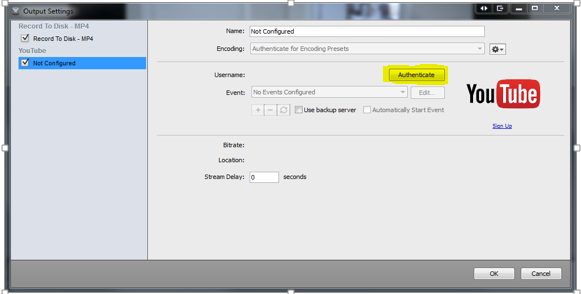 Output Settings
Record To Disk - MP4
Record To Disk - MP4
YouTube
Not Configured
Name: Not Configured
Encoding: Authenticate for Encoding Presets
Username: Authenticate
Event: No Events Configured Edit...
+ − Use backup server Automatically Start Event
YouTube
Sign Up
Bitrate:
Location:
Stream Delay: 0 seconds
OK Cancel